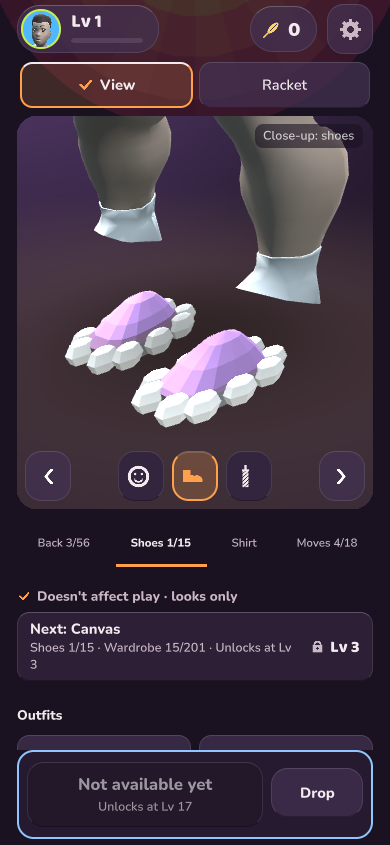 Lv 1
0
View
Racket
Close-up: shoes
Back 3/56
Shoes 1/15
Shirt
Moves 4/18
Doesn't affect play · looks only
Next: Canvas
Shoes 1/15 · Wardrobe 15/201 · Unlocks at Lv
3
Lv 3
Outfits
Not available yet
Unlocks at Lv 17
Drop